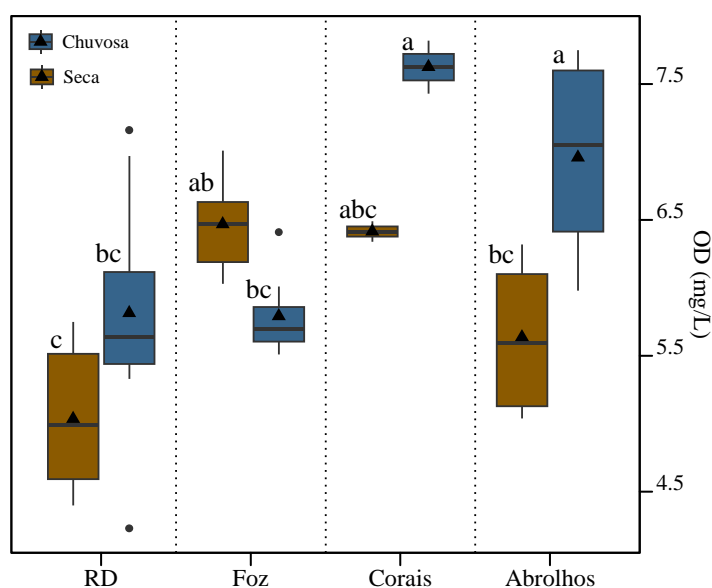 Chuvosa
Seca
a
a
ab
abc
bc
bc
bc
c
7.5
6.5
5.5
4.5
OD (mg/L)
RD Foz Corais Abrolhos